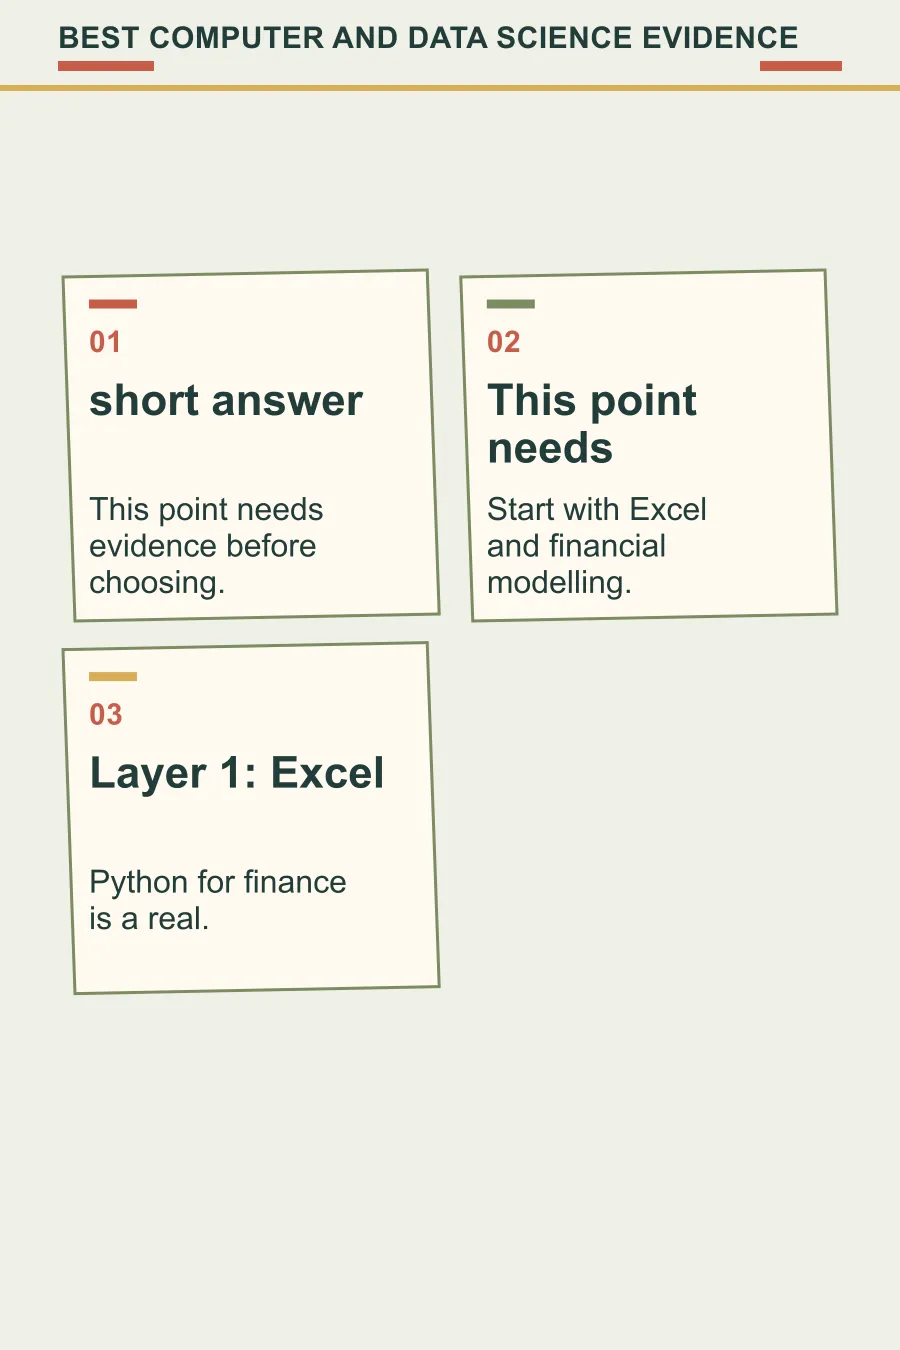 BEST COMPUTER AND DATA SCIENCE EVIDENCE
01
short answer
This point needs
evidence before
choosing.
02
This point
needs
Start with Excel
and financial
modelling.
03
Layer 1: Excel
Python for finance
is a real.